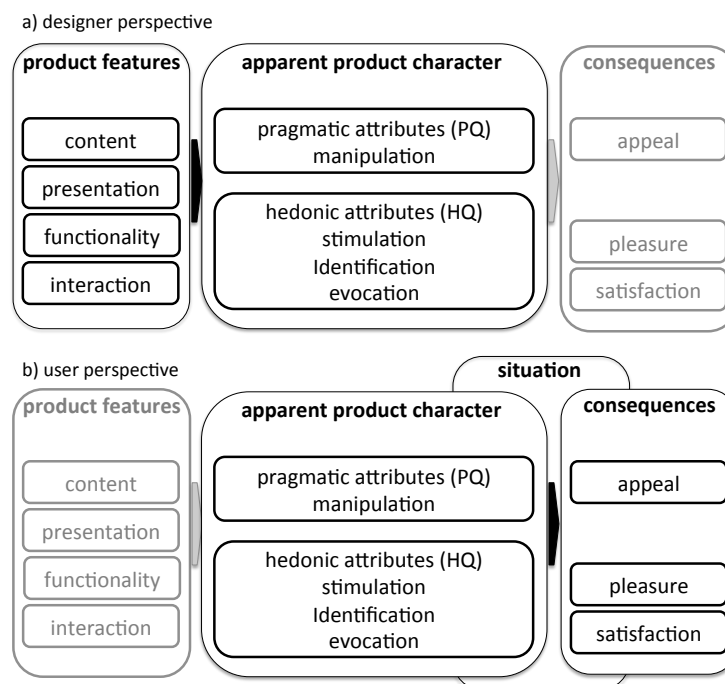 a) designer perspective
product features
content
presentation
functionality
interaction
apparent product character
pragmatic attributes (PQ)
manipulation
hedonic attributes (HQ)
stimulation
Identification
evocation
consequences
appeal
pleasure
satisfaction
b) user perspective
situation
product features
content
presentation
functionality
interaction
apparent product character
pragmatic attributes (PQ)
manipulation
hedonic attributes (HQ)
stimulation
Identification
evocation
consequences
appeal
pleasure
satisfaction